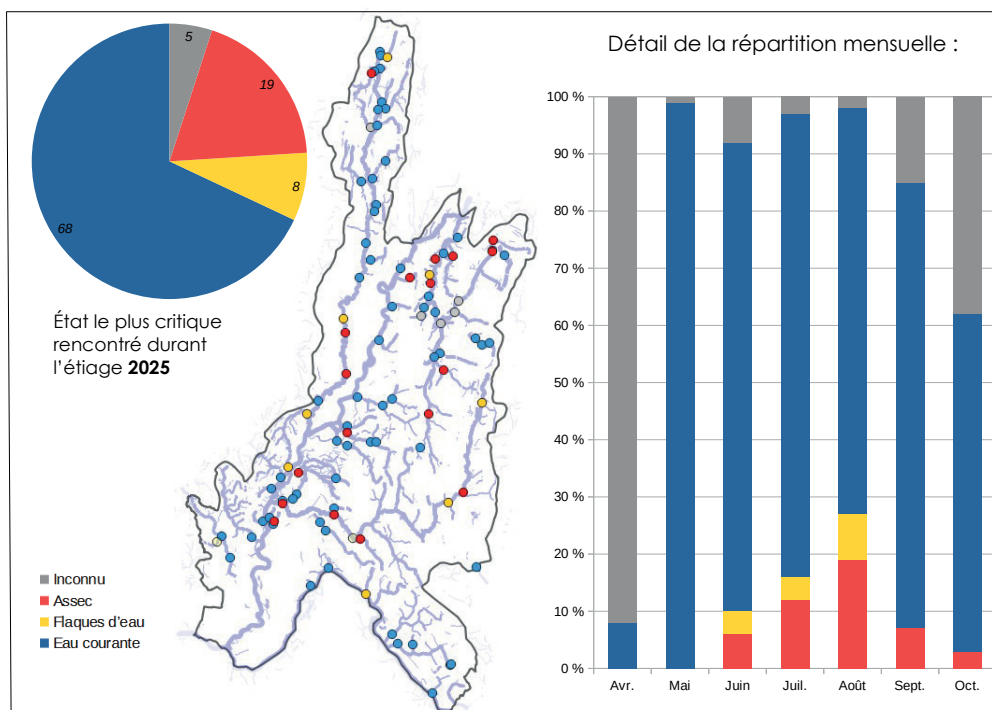 5
19
8
68
État le plus critique
rencontré durant
l'étiage 2025
Inconnu
Assec
Flaques d'eau
Eau courante
Détail de la répartition mensuelle :
100 %
90 %
80 %
70 %
60 %
50 %
40 %
30 %
20 %
10 %
0 %
Avr. Mai Juin Juil. Août Sept. Oct.